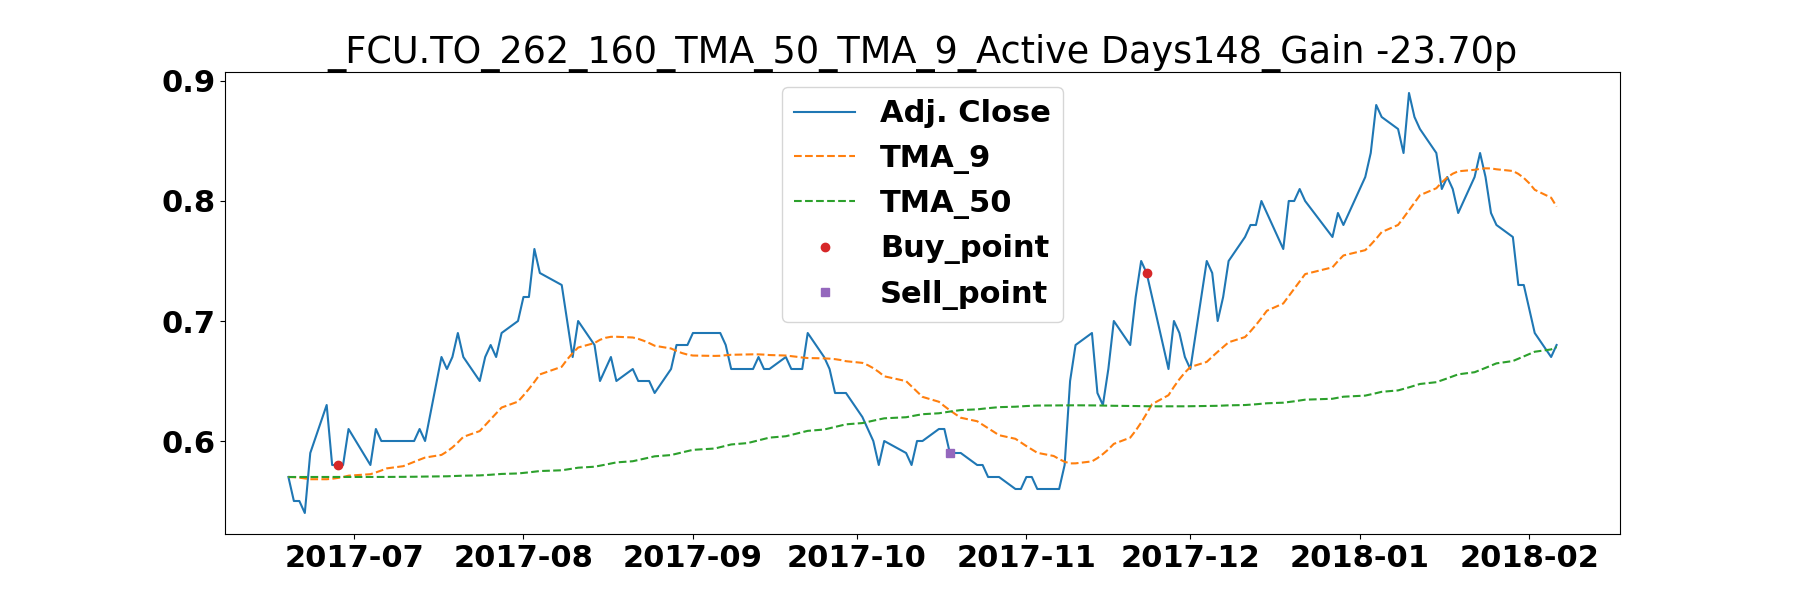 _FCU.TO_262_160_TMA_50_TMA_9_Active Days148_Gain -23.70p
0.9
0.8
0.7
0.6
Adj. Close
TMA_9
TMA_50
Buy_point
Sell_point
2017-07 2017-08 2017-09 2017-10 2017-11 2017-12 2018-01 2018-02